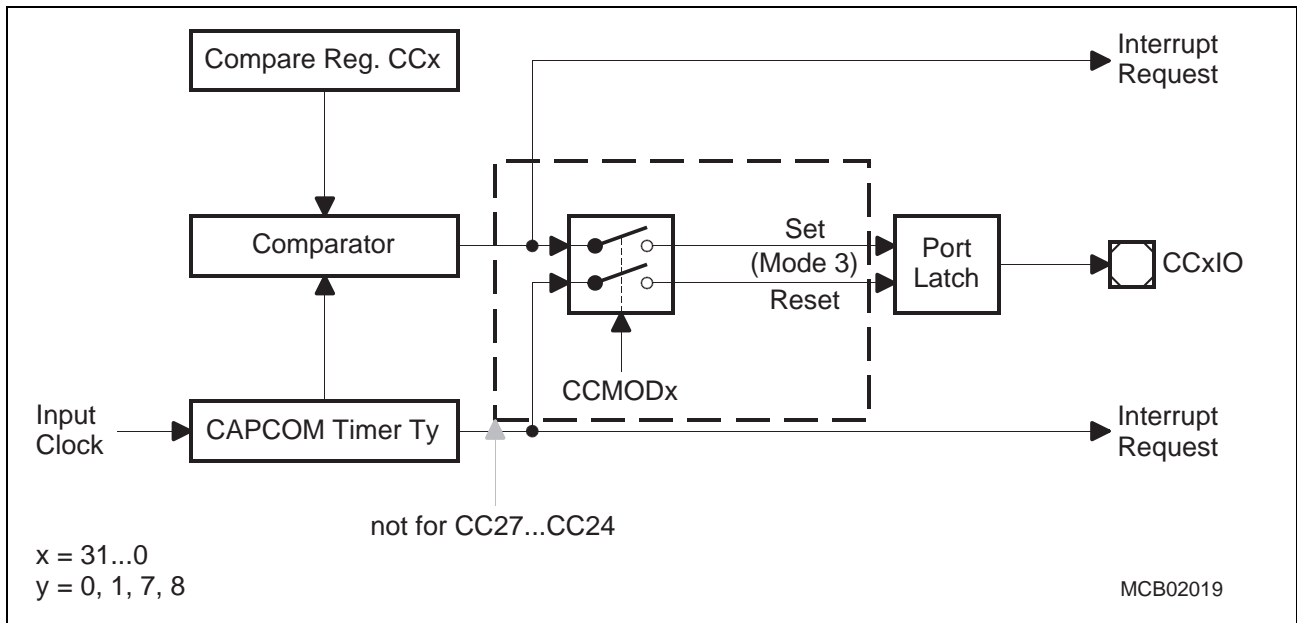 Compare Reg. CCx
Interrupt
Request
Comparator
Set
(Mode 3)
Reset
Port
Latch
CCxIO
CCMODx
Input
Clock
CAPCOM Timer Ty
Interrupt
Request
not for CC27...CC24
x = 31...0
y = 0, 1, 7, 8
MCB02019